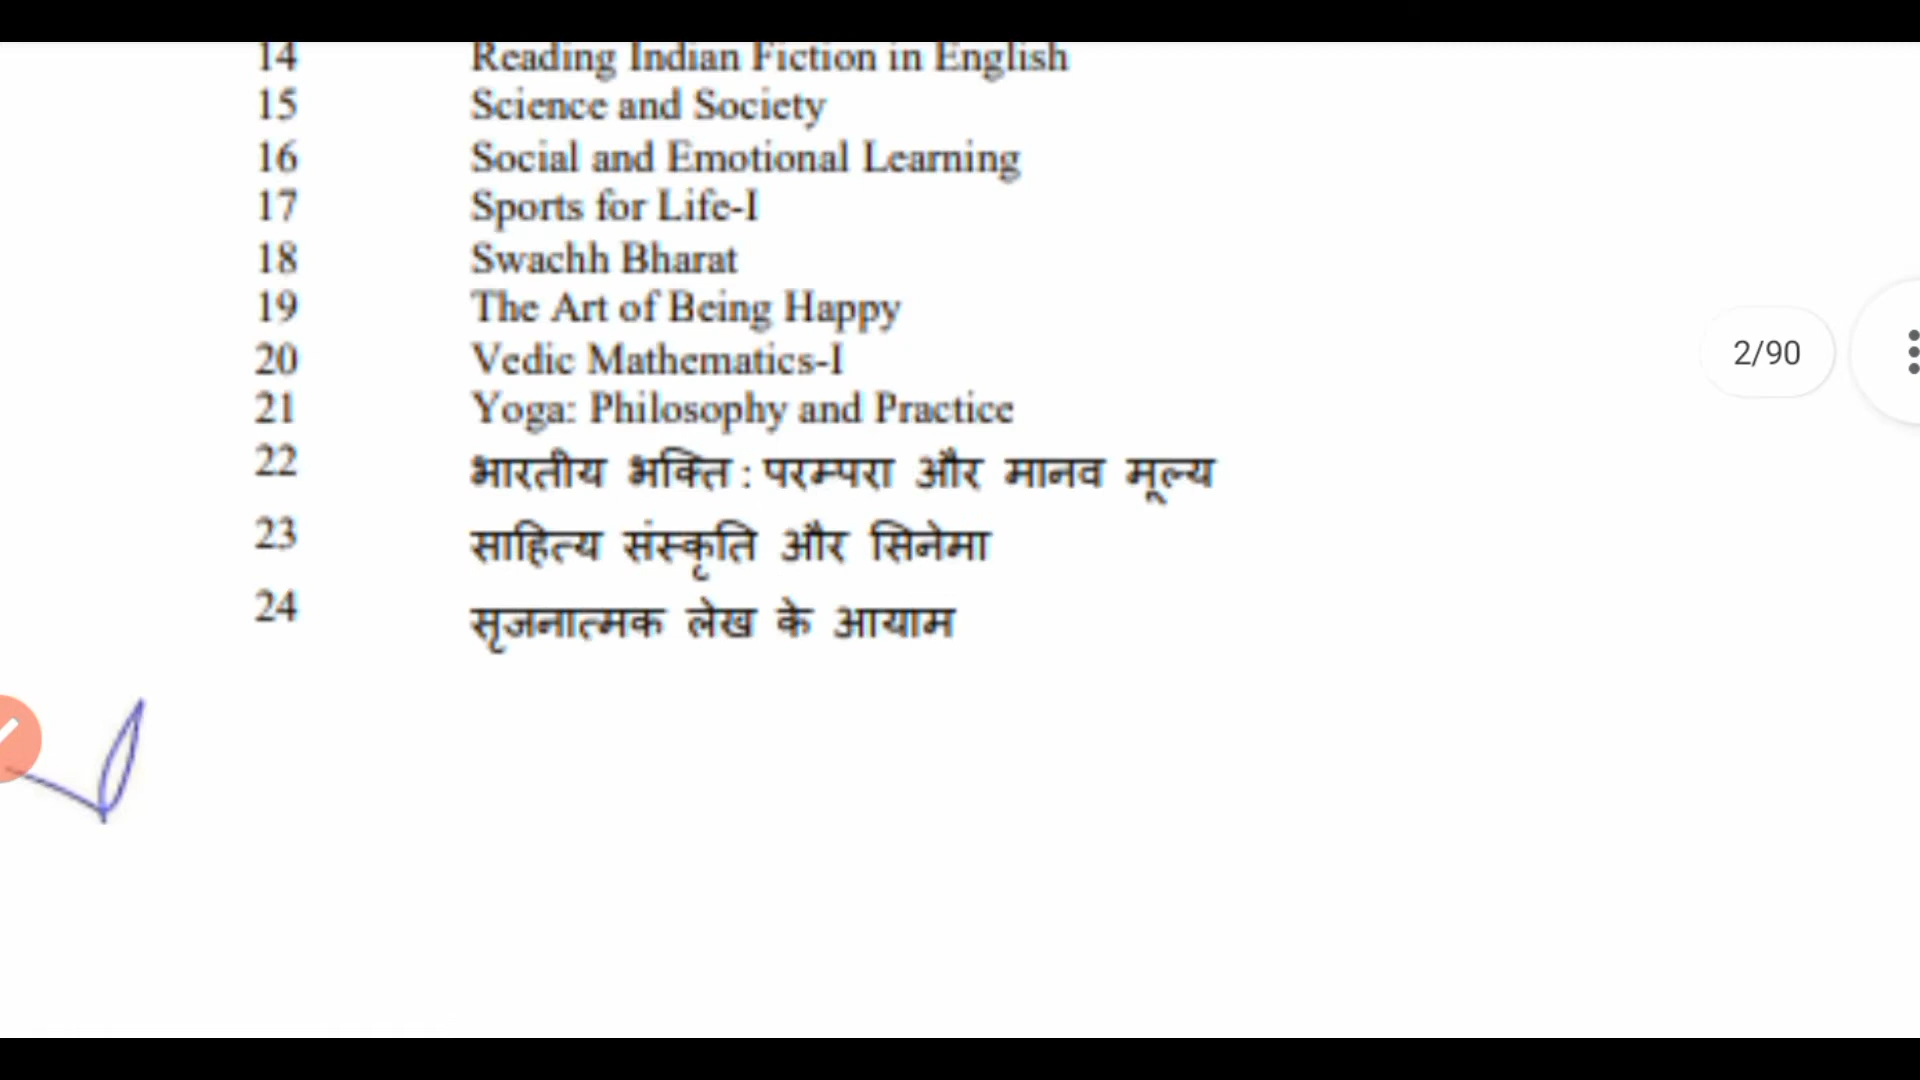 14 Reading Indian Fiction in English
15 Science and Society
16 Social and Emotional Learning
17 Sports for Life-I
18 Swachh Bharat
19 The Art of Being Happy
20 Vedic Mathematics-I
2/90
21 Yoga: Philosophy and Practice
22 भारतीय भक्ति : परम्परा और मानव मूल्य
23 साहित्य संस्कृति और सिनेमा
24 सृजनात्मक लेख के आयाम